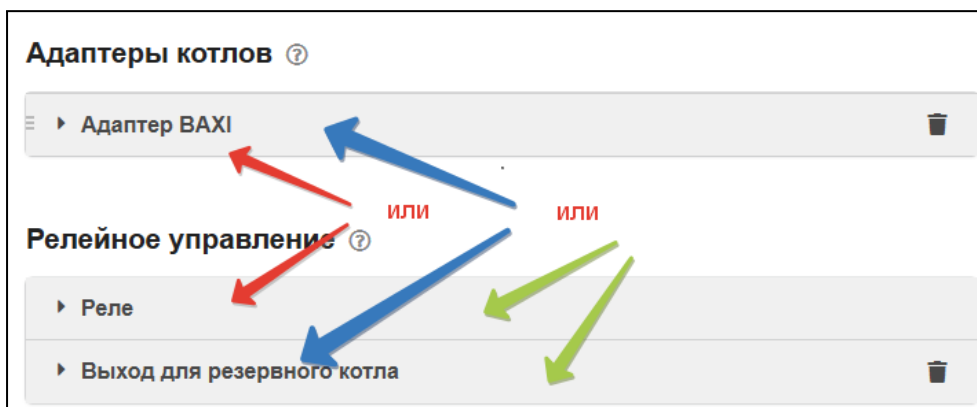 Адаптеры котлов ?
Адаптер BAXI
или
или
Релейное управление ?
Реле
Выход для резервного котла